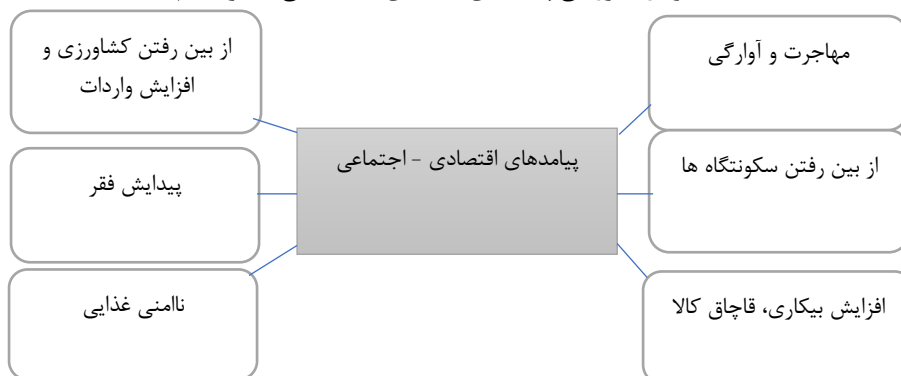 مهاجرت و آوارگی
از بین رفتن کشاورزی و
افزایش واردات
پیامدهای اقتصادی - اجتماعی
از بین رفتن سکونتگاه ها
پیدایش فقر
افزایش بیکاری، قاچاق کالا
ناامنی غذایی